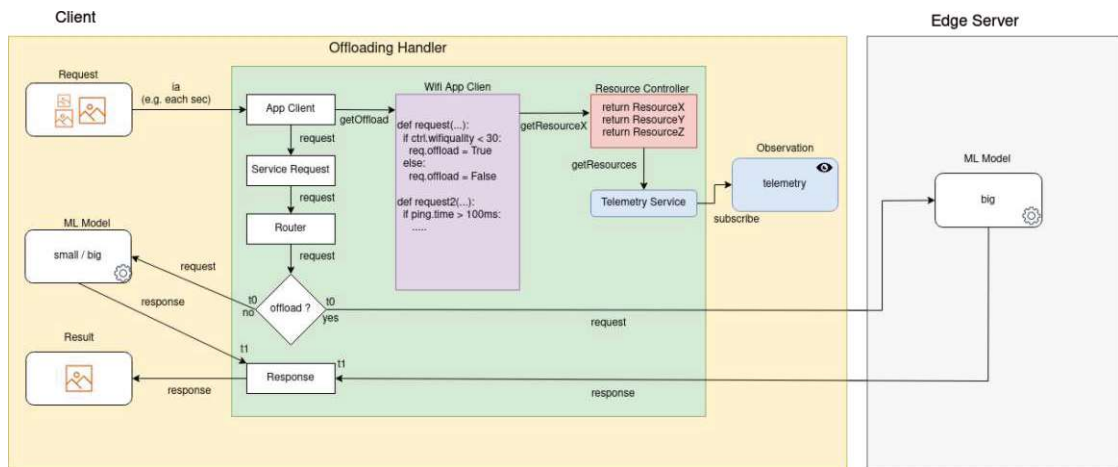 Client
Edge Server
Offloading Handler
Request
ia
(e.g. each sec)
App Client
getOffload
request
Service Request
request
Router
request
Wifi App Clien
def request(...):
if ctrl.wifiquality < 30:
req.offload = True
else:
req.offload = False
def request2(...):
if ping.time > 100ms:
.....
getResourceX
Resource Controller
return ResourceX
return ResourceY
return ResourceZ
getResources
Telemetry Service
subscribe
Observation
telemetry
ML Model
big
ML Model
small / big
request
response
t0
no
offload ?
t0
yes
request
Result
t1
Response
t1
response
response